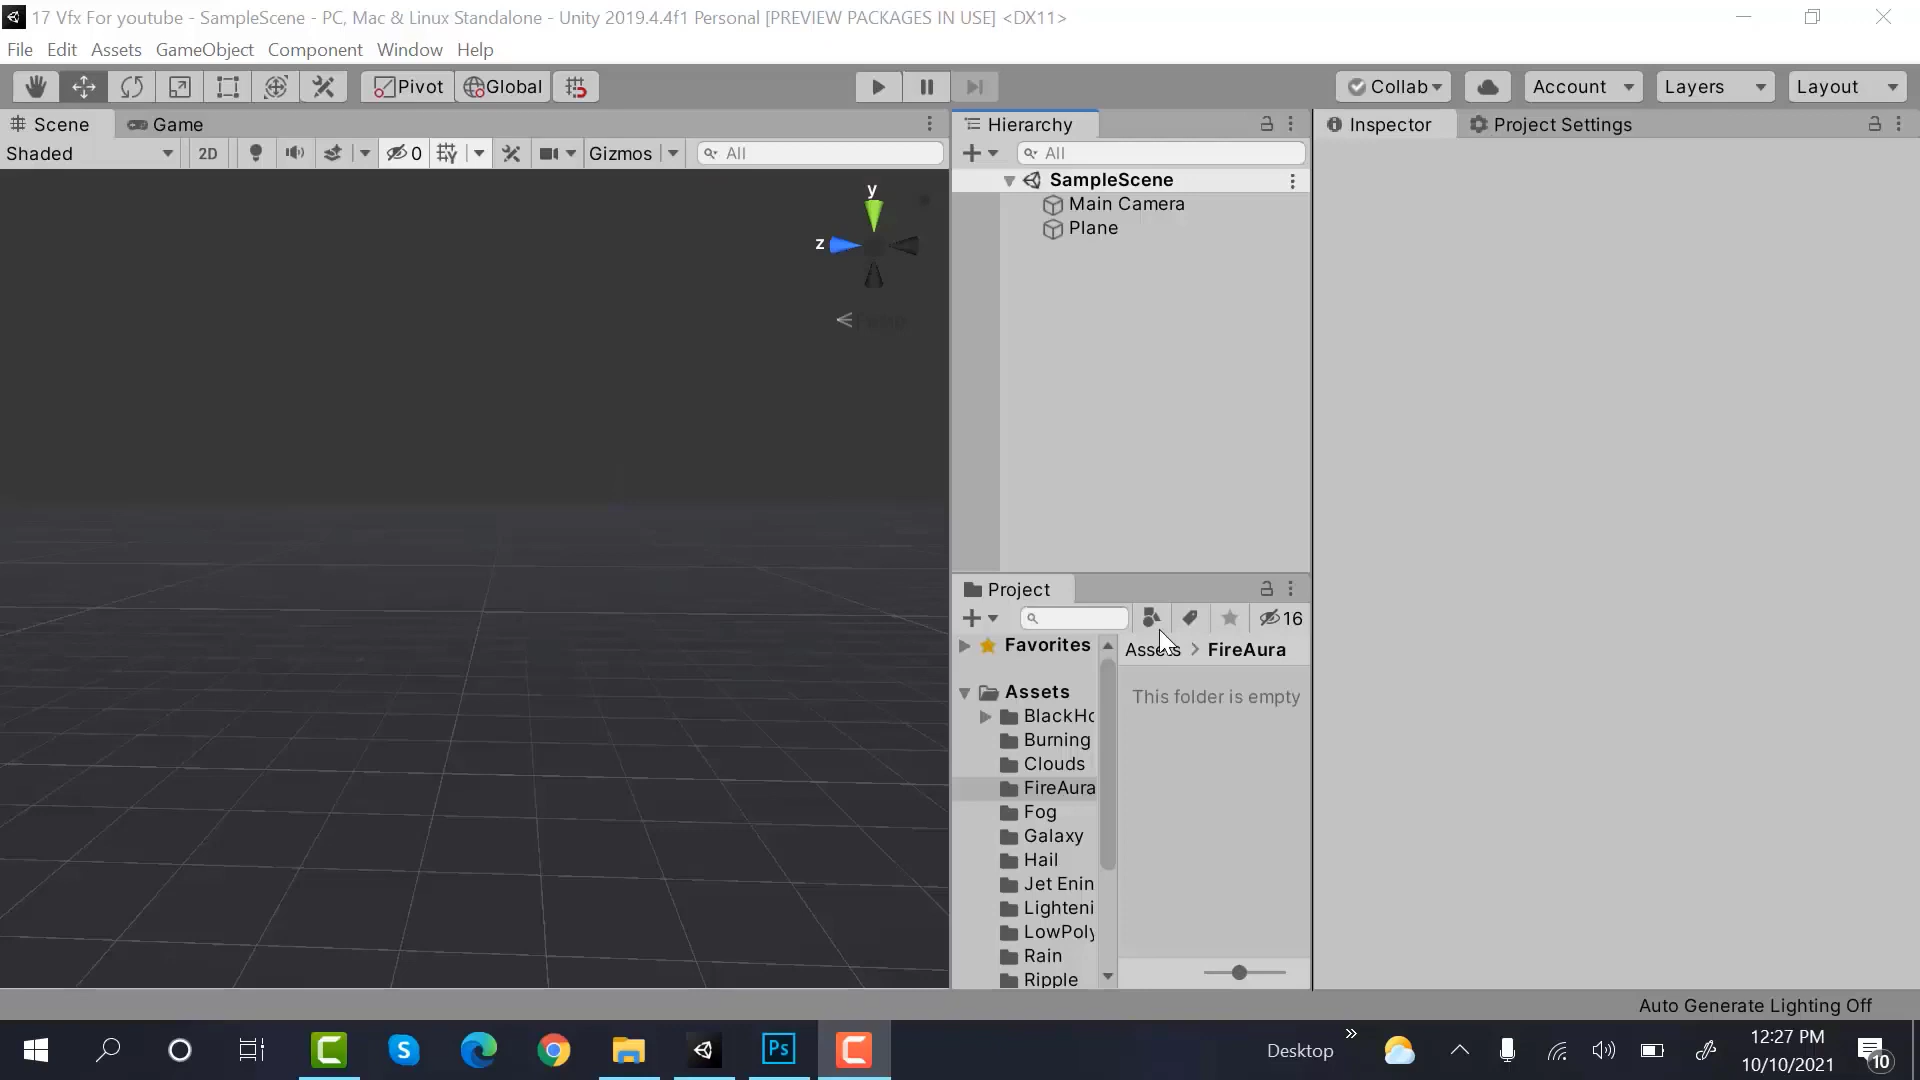 17 Vfx For youtube - SampleScene - PC, Mac & Linux Standalone - Unity 2019.4.4f1 Personal [PREVIEW PACKAGES IN USE] <DX11>
File Edit Assets GameObject Component Window Help
Pivot Global Collab Account Layers Layout
Scene Game Hierarchy Inspector Project Settings
Shaded 2D 0 Gizmos All All
SampleScene
Main Camera
Plane
y
z
Project
16
Favorites
Assets > FireAura
Assets
This folder is empty
BlackHo
Burning
Clouds
FireAura
Fog
Galaxy
Hail
Jet Enin
Lighteni
LowPoly
Rain
Ripple
Auto Generate Lighting Off
Desktop
12:27 PM
10/10/2021
10
Ps